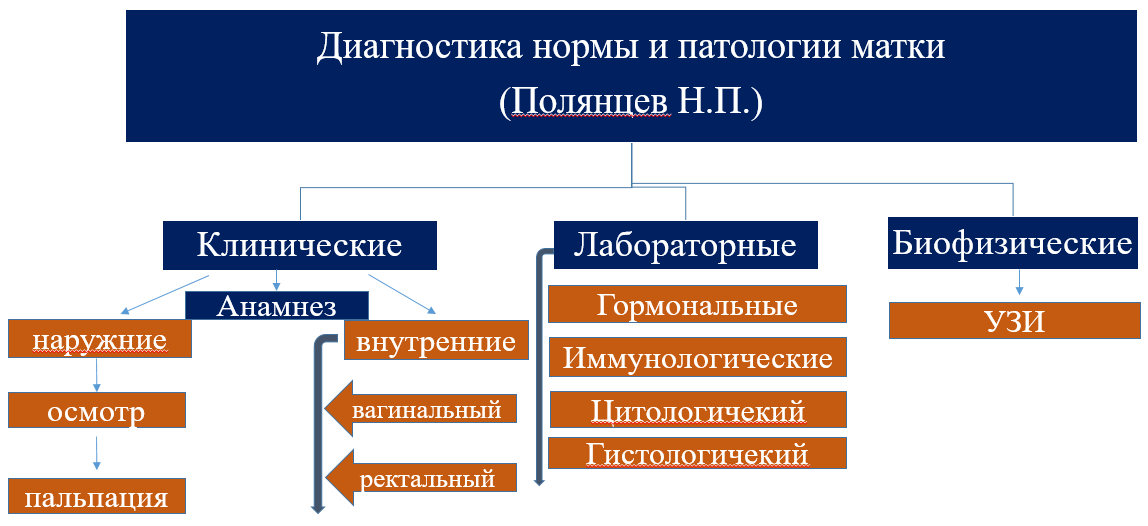 Диагностика нормы и патологии матки
(Полянцев Н.П.)
Клинические
Лабораторные
Биофизические
Анамнез
наружние
внутренние
осмотр
пальпация
вагинальный
ректальный
Гормональные
Иммунологические
Цитологичекий
Гистологичекий
УЗИ